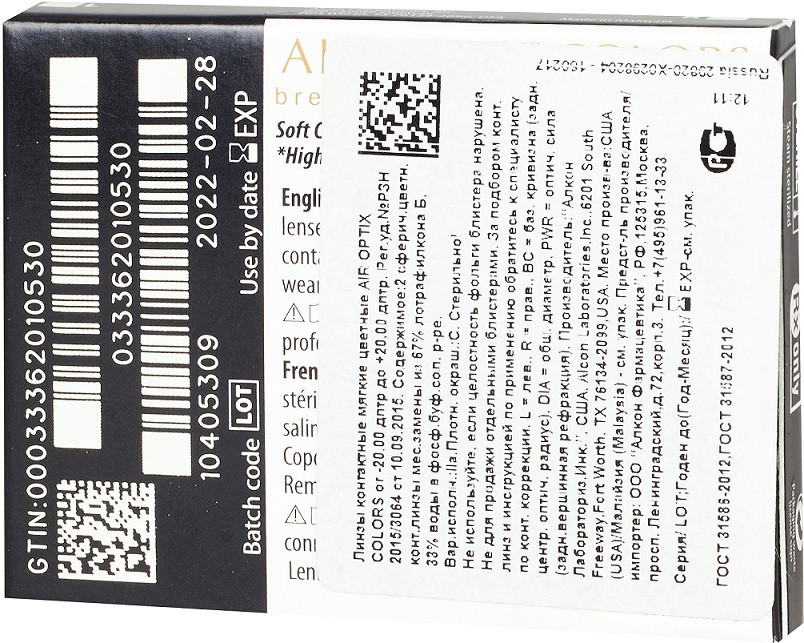 GTIN:00033362010530
033362010530
10405309 2022-02-28
Batch code LOT Use by date EXP
Soft C
*High
Engli
lense
conta
wear
profe
Fren
stéri
salin
Copo
Rem
conn
Len
Russia 29820-X0298204 - 160217
12:11
Линзы контактные мягкие цветные AIR OPTIX
COLORS от -20.00 дптр до +20.00 дптр. Рег.уд.№РЗН
2015/3064 от 10.09.2015. Содержимое:2 сферич.цветн.
конт.линзы мес.замены из 67% лотрафилкона Б,
33% воды в фосф.буф.сол. р-ре.
Вар.исполн.:IIa.Плотн. окраш.:C. Стерильно!
Не используйте, если целостность фольги блистера нарушена.
Не для продажи отдельными блистерами. За подбором конт.
линз и инструкцией по применению обратитесь к специалисту
по конт. коррекции. L = лев., R = прав., BC = баз. кривизна (задн.
центр. оптич. радиус), DIA = общ. диаметр, PWR = оптич. сила
(задн.вершинная рефракция). Производитель:"Алкон
Лабораториз,Инк.", США, Alcon Laboratories,Inc.,6201 South
Freeway,Fort Worth, TX 76134-2099,USA. Место произв-ва:США
(USA)/Малайзия (Malaysia) - см. упак. Предст-ль производителя/
импортер: ООО "Алкон Фармацевтика", РФ,125315,Москва,
просп. Ленинградский,д.72,корп.3. Тел.+7(495)961-13-33
Серия/ LOT;Годен до(Год-Месяц):/ EXP-см. упак.
ГОСТ 31586-2012,ГОСТ 31587-2012
only